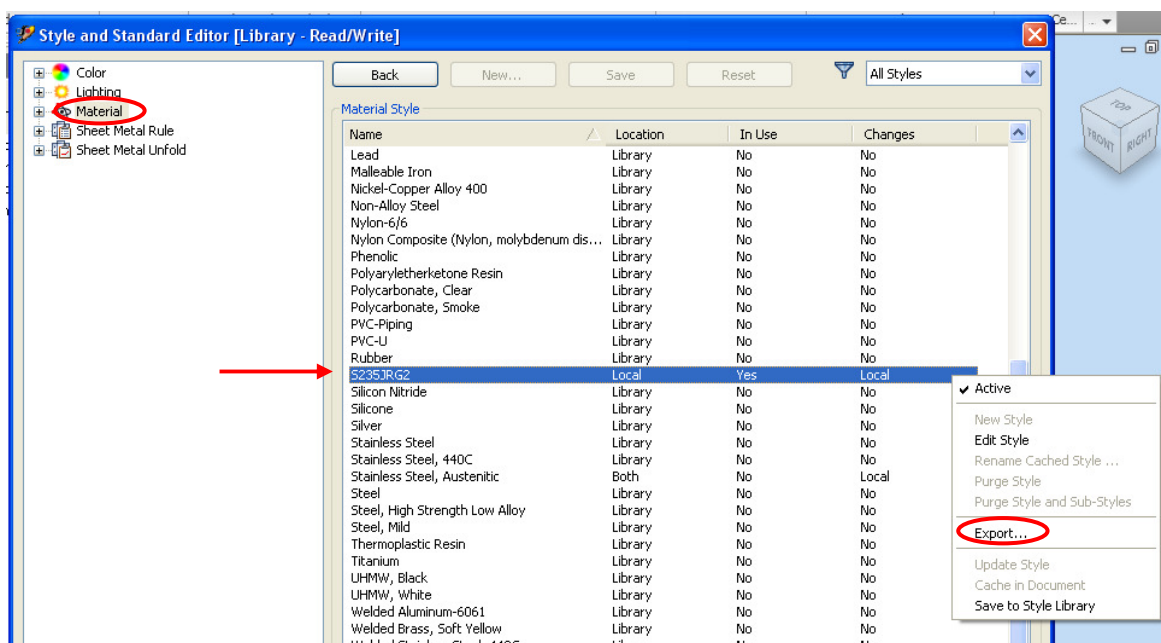 Ce...
Style and Standard Editor [Library - Read/Write]
Color
Lighting
Material
Sheet Metal Rule
Sheet Metal Unfold
Back New... Save Reset All Styles
Material Style
Name Location In Use Changes
Lead Library No No
Malleable Iron Library No No
Nickel-Copper Alloy 400 Library No No
Non-Alloy Steel Library No No
Nylon-6/6 Library No No
Nylon Composite (Nylon, molybdenum dis... Library No No
Phenolic Library No No
Polyaryletherketone Resin Library No No
Polycarbonate, Clear Library No No
Polycarbonate, Smoke Library No No
PVC-Piping Library No No
PVC-U Library No No
Rubber Library No No
S235JRG2 Local Yes Local
Silicon Nitride Library No No
Silicone Library No No
Silver Library No No
Stainless Steel Library No No
Stainless Steel, 440C Library No No
Stainless Steel, Austenitic Both No Local
Steel Library No No
Steel, High Strength Low Alloy Library No No
Steel, Mild Library No No
Thermoplastic Resin Library No No
Titanium Library No No
UHMW, Black Library No No
UHMW, White Library No No
Welded Aluminum-6061 Library No No
Welded Brass, Soft Yellow Library No No
TOP
FRONT RIGHT
Active
New Style
Edit Style
Rename Cached Style ...
Purge Style
Purge Style and Sub-Styles
Export...
Update Style
Cache in Document
Save to Style Library